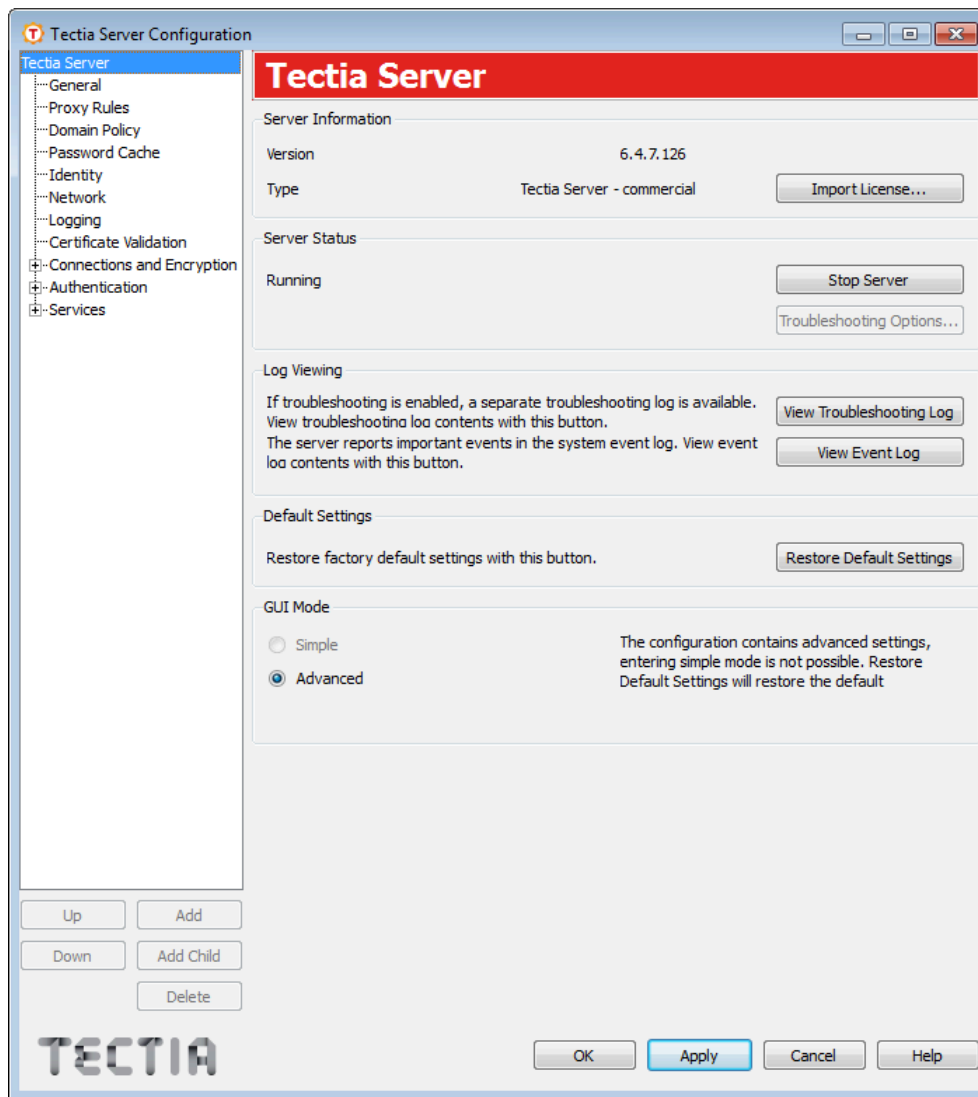 Tectia Server Configuration
Tectia Server
General
Proxy Rules
Domain Policy
Password Cache
Identity
Network
Logging
Certificate Validation
Connections and Encryption
Authentication
Services
Up
Add
Down
Add Child
Delete
TECTIA
Tectia Server
Server Information
Version
6.4.7.126
Type
Tectia Server - commercial
Import License...
Server Status
Running
Stop Server
Troubleshooting Options...
Log Viewing
If troubleshooting is enabled, a separate troubleshooting log is available.
View troubleshooting log contents with this button.
View Troubleshooting Log
The server reports important events in the system event log. View event
log contents with this button.
View Event Log
Default Settings
Restore factory default settings with this button.
Restore Default Settings
GUI Mode
Simple
Advanced
The configuration contains advanced settings,
entering simple mode is not possible. Restore
Default Settings will restore the default
OK
Apply
Cancel
Help